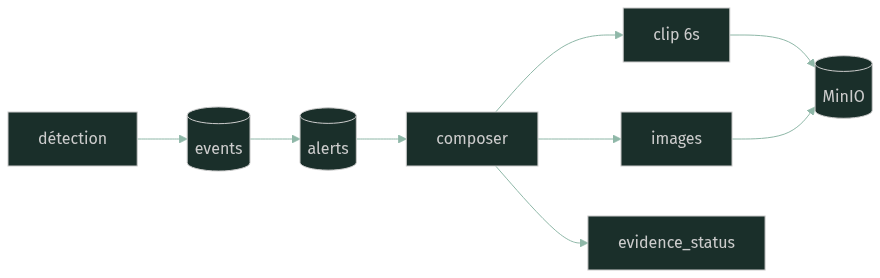 clip 6s
MinIO
détection
events
alerts
composer
images
evidence_status